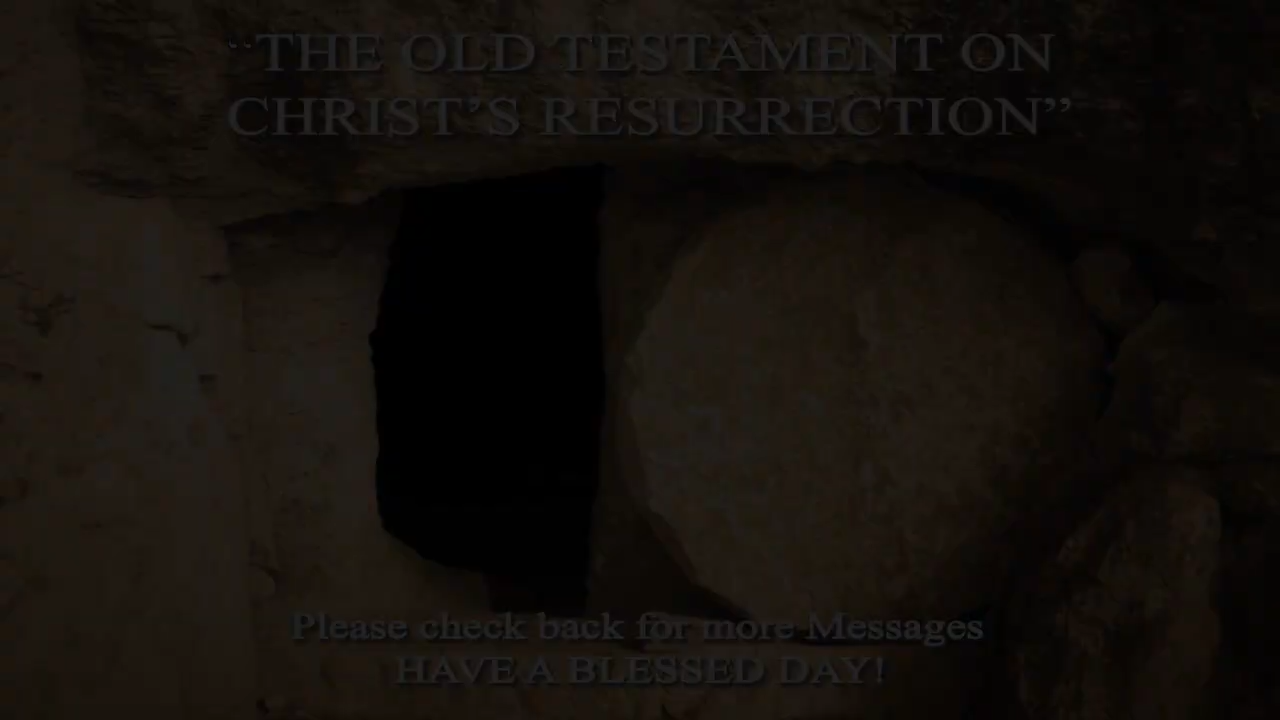 “THE OLD TESTAMENT ON
CHRIST’S RESURRECTION”
Please check back for more Messages
HAVE A BLESSED DAY!